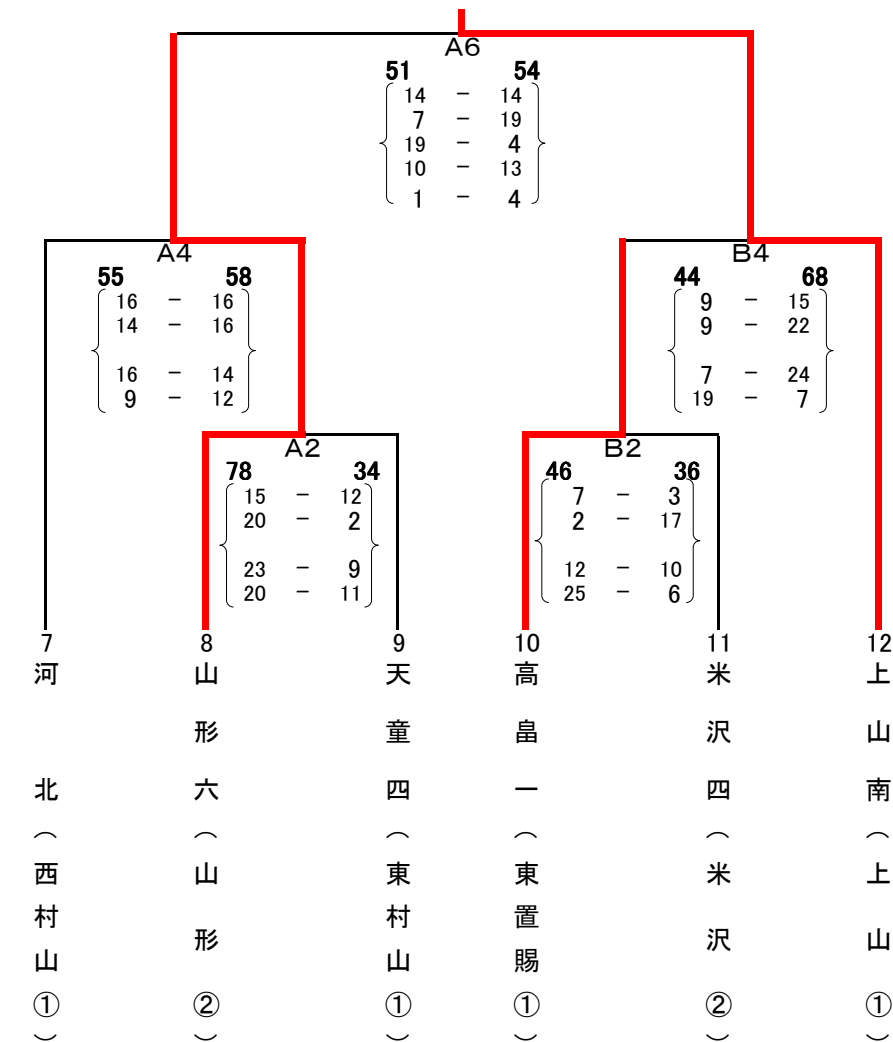 A6
51 54
14 - 14
7 - 19
19 - 4
10 - 13
1 - 4
A4
55 58
16 - 16
14 - 16
16 - 14
9 - 12
B4
44 68
9 - 15
9 - 22
7 - 24
19 - 7
A2
78 34
15 - 12
20 - 2
23 - 9
20 - 11
B2
46 36
7 - 3
2 - 17
12 - 10
25 - 6
7
河北(西村山①)
8
山形六(山形②)
9
天童四(東村山①)
10
高畠一(東置賜①)
11
米沢四(米沢②)
12
上山南(上山①)